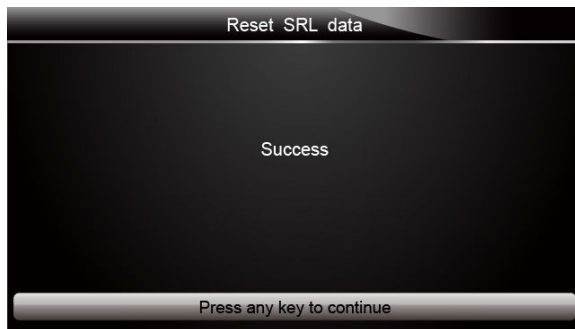 Reset SRL data
Success
Press any key to continue